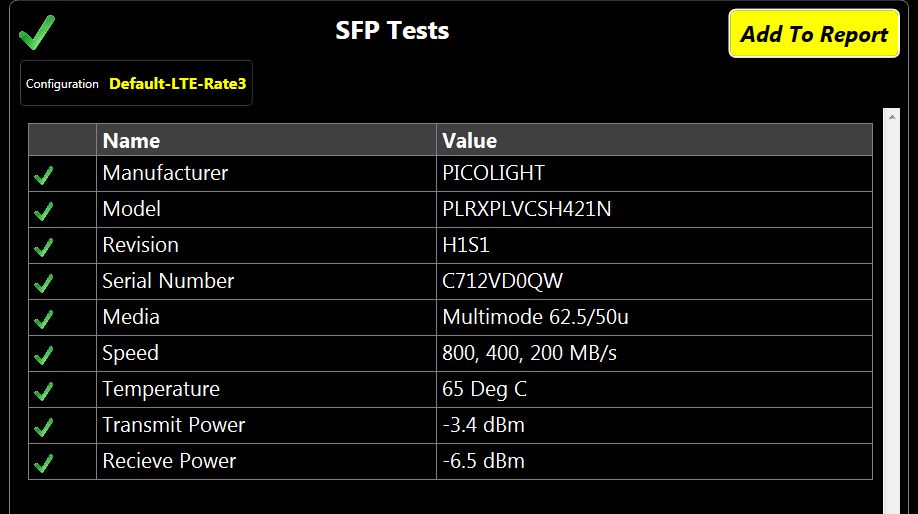 SFP Tests
Add To Report
Configuration Default-LTE-Rate3
Name Value
Manufacturer PICOLIGHT
Model PLRXPLVCSH421N
Revision H1S1
Serial Number C712VD0QW
Media Multimode 62.5/50u
Speed 800, 400, 200 MB/s
Temperature 65 Deg C
Transmit Power -3.4 dBm
Recieve Power -6.5 dBm